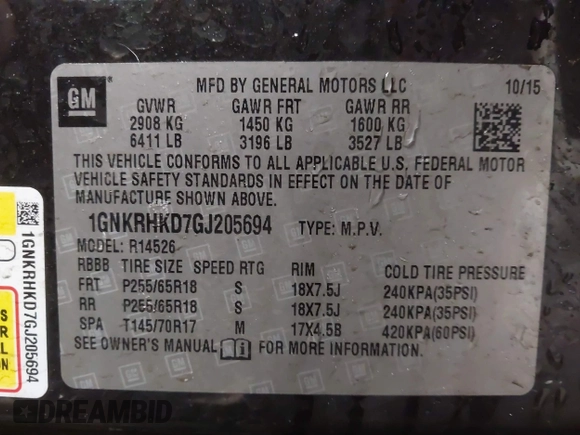 GM
MFD BY GENERAL MOTORS LLC 10/15
GVWR GAWR FRT GAWR RR
2908 KG 1450 KG 1600 KG
6411 LB 3196 LB 3527 LB
THIS VEHICLE CONFORMS TO ALL APPLICABLE U.S. FEDERAL MOTOR
VEHICLE SAFETY STANDARDS IN EFFECT ON THE DATE OF
MANUFACTURE SHOWN ABOVE.
1GNKRHKD7GJ205694 TYPE: M.P.V.
MODEL: R14526
RBBB TIRE SIZE SPEED RTG RIM COLD TIRE PRESSURE
FRT P255/65R18 S 18X7.5J 240KPA(35PSI)
RR P255/65R18 S 18X7.5J 240KPA(35PSI)
SPA T145/70R17 M 17X4.5B 420KPA(60PSI)
SEE OWNER'S MANUAL FOR MORE INFORMATION
1GNKRHKD7GJ205694
DREAMBID